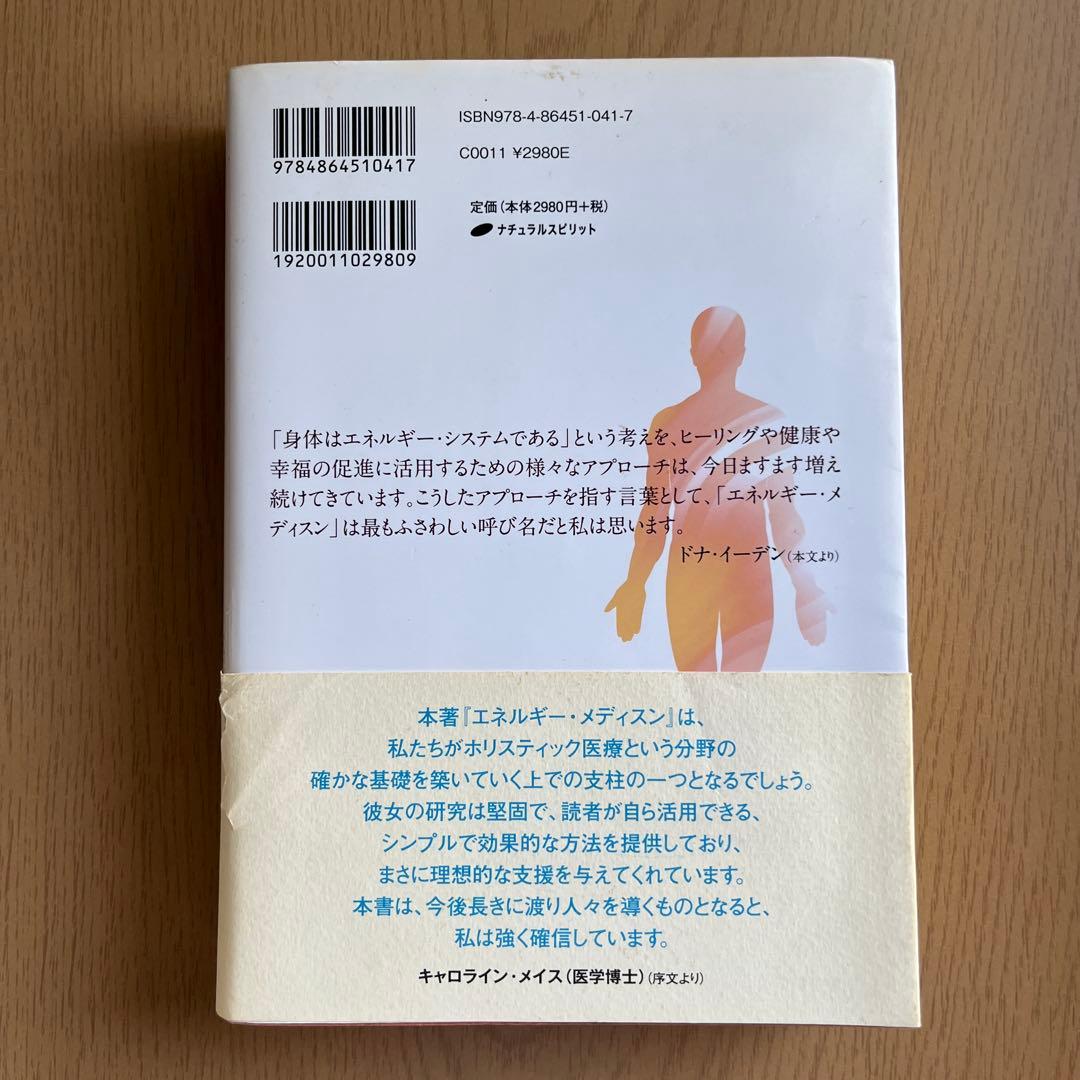 ISBN978-4-86451-041-7
9784864510417
C0011 ¥2980E
定価(本体2980円+税)
ナチュラルスピリット
1920011029809
「身体はエネルギー・システムである」という考えを、ヒーリングや健康や
幸福の促進に活用するための様々なアプローチは、今日ますます増え
続けてきています。こうしたアプローチを指す言葉として、「エネルギー・メ
ディスン」は最もふさわしい呼び名だと私は思います。
ドナ・イーデン(本文より)
本著『エネルギー・メディスン』は、
私たちがホリスティック医療という分野の
確かな基礎を築いていく上での支柱の一つとなるでしょう。
彼女の研究は堅固で、読者が自ら活用できる、
シンプルで効果的な方法を提供しており、
まさに理想的な支援を与えてくれています。
本書は、今後長きに渡り人々を導くものとなると、
私は強く確信しています。
キャロライン・メイス(医学博士)(序文より)